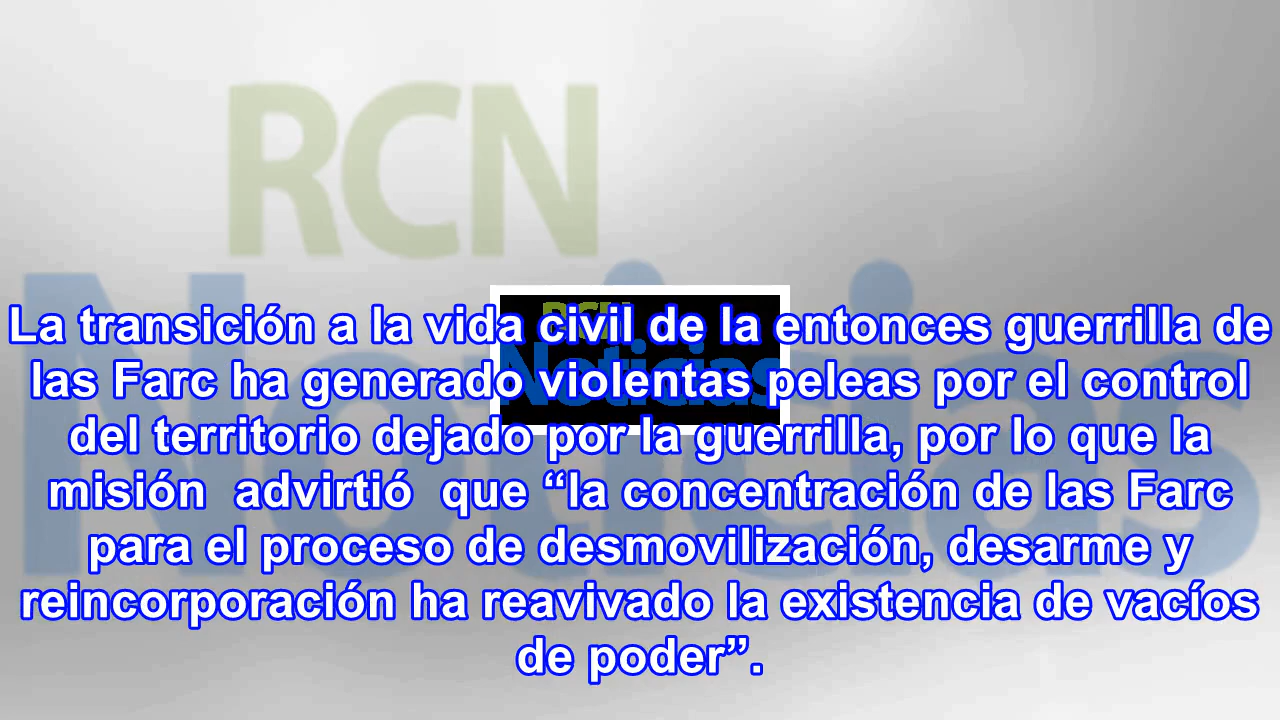 RCN
Noticias
RCN
Noticias
La transición a la vida civil de la entonces guerrilla de
las Farc ha generado violentas peleas por el control
del territorio dejado por la guerrilla, por lo que la
misión  advirtió  que “la concentración de las Farc
para el proceso de desmovilización, desarme y
reincorporación ha reavivado la existencia de vacíos
de poder”.